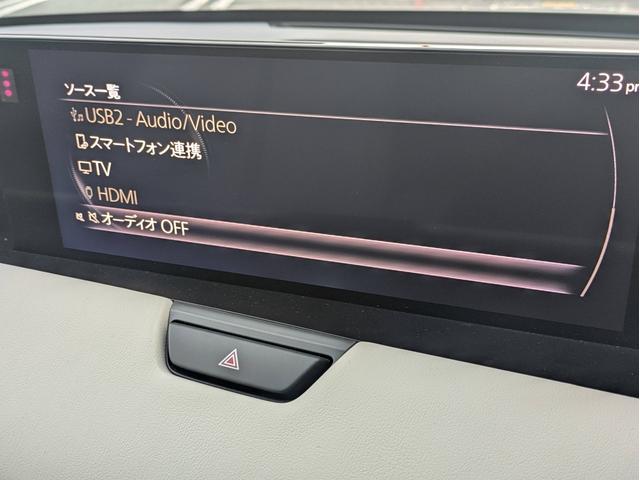 ソース一覧
4:33 pm
USB2 - Audio/Video
スマートフォン連携
TV
HDMI
オーディオ OFF